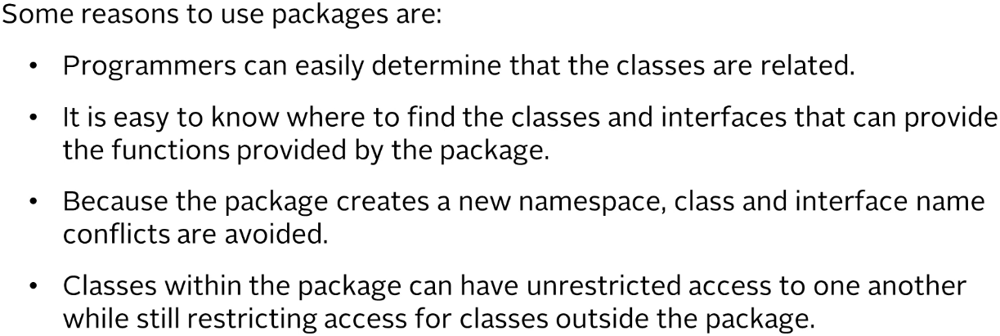 Some reasons to use packages are:
• Programmers can easily determine that the classes are related.
• It is easy to know where to find the classes and interfaces that can provide
the functions provided by the package.
• Because the package creates a new namespace, class and interface name
conflicts are avoided.
• Classes within the package can have unrestricted access to one another
while still restricting access for classes outside the package.